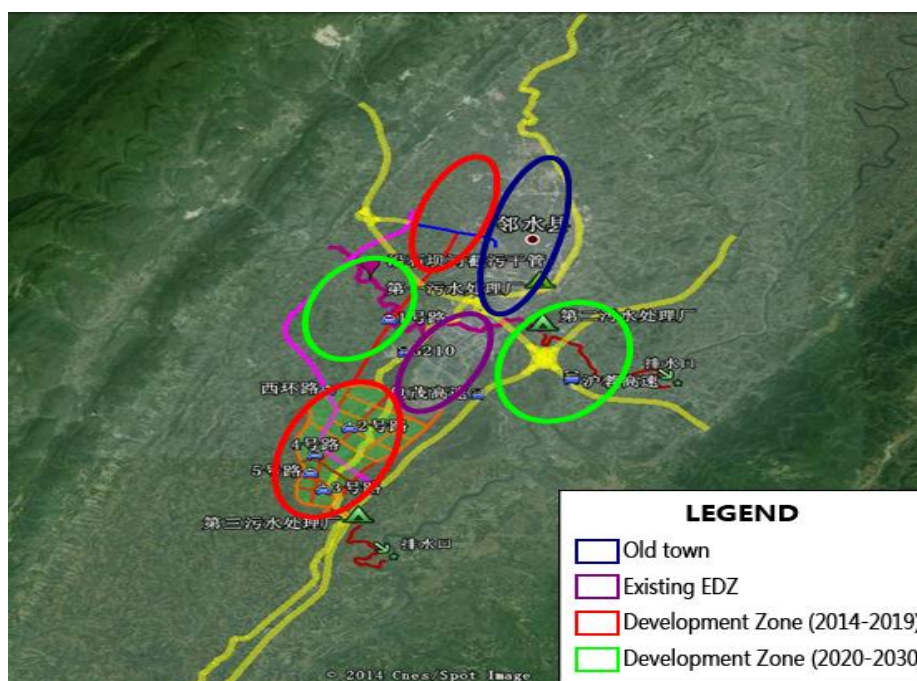 邻水县
第一污水处理厂
1号路
第二污水处理厂
G210
排水口
沪蓉高速
西环路
2号路
4号路
5号路
3号路
第三污水处理厂
排水口
LEGEND
Old town
Existing EDZ
Development Zone (2014-2019)
Development Zone (2020-2030
© 2014 Cnes/Spot Image